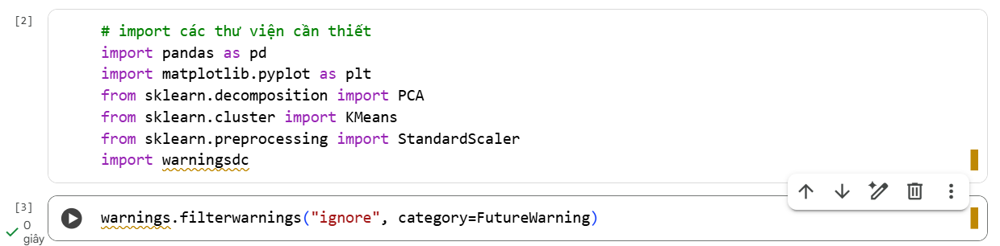 [2]
# import các thư viện cần thiết
import pandas as pd
import matplotlib.pyplot as plt
from sklearn.decomposition import PCA
from sklearn.cluster import KMeans
from sklearn.preprocessing import StandardScaler
import warningsdc
[3]
0
giây
warnings.filterwarnings("ignore", category=FutureWarning)